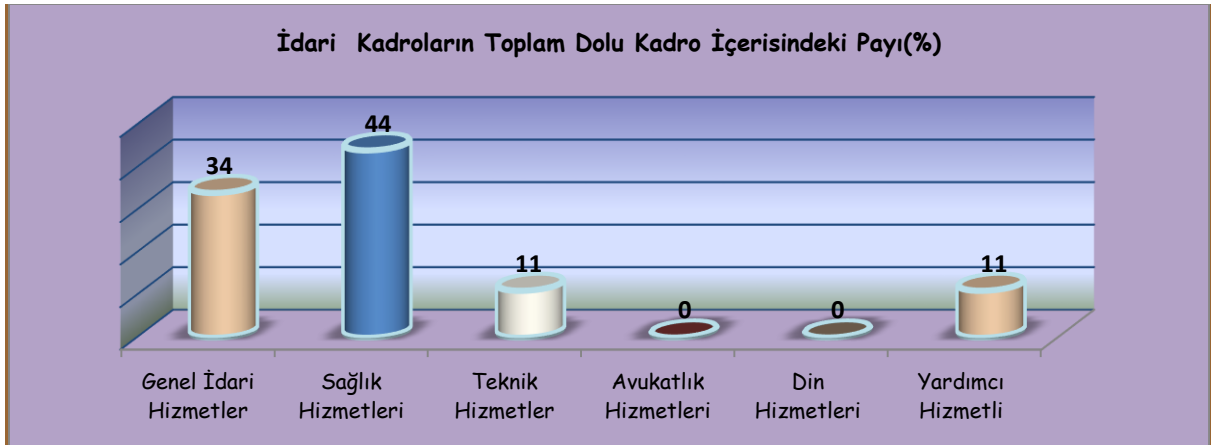 İdari Kadroların Toplam Dolu Kadro İçerisindeki Payı(%)
34
44
11
0
0
11
Genel İdari
Hizmetler
Sağlık
Hizmetleri
Teknik
Hizmetler
Avukatlık
Hizmetleri
Din
Hizmetleri
Yardımcı
Hizmetli